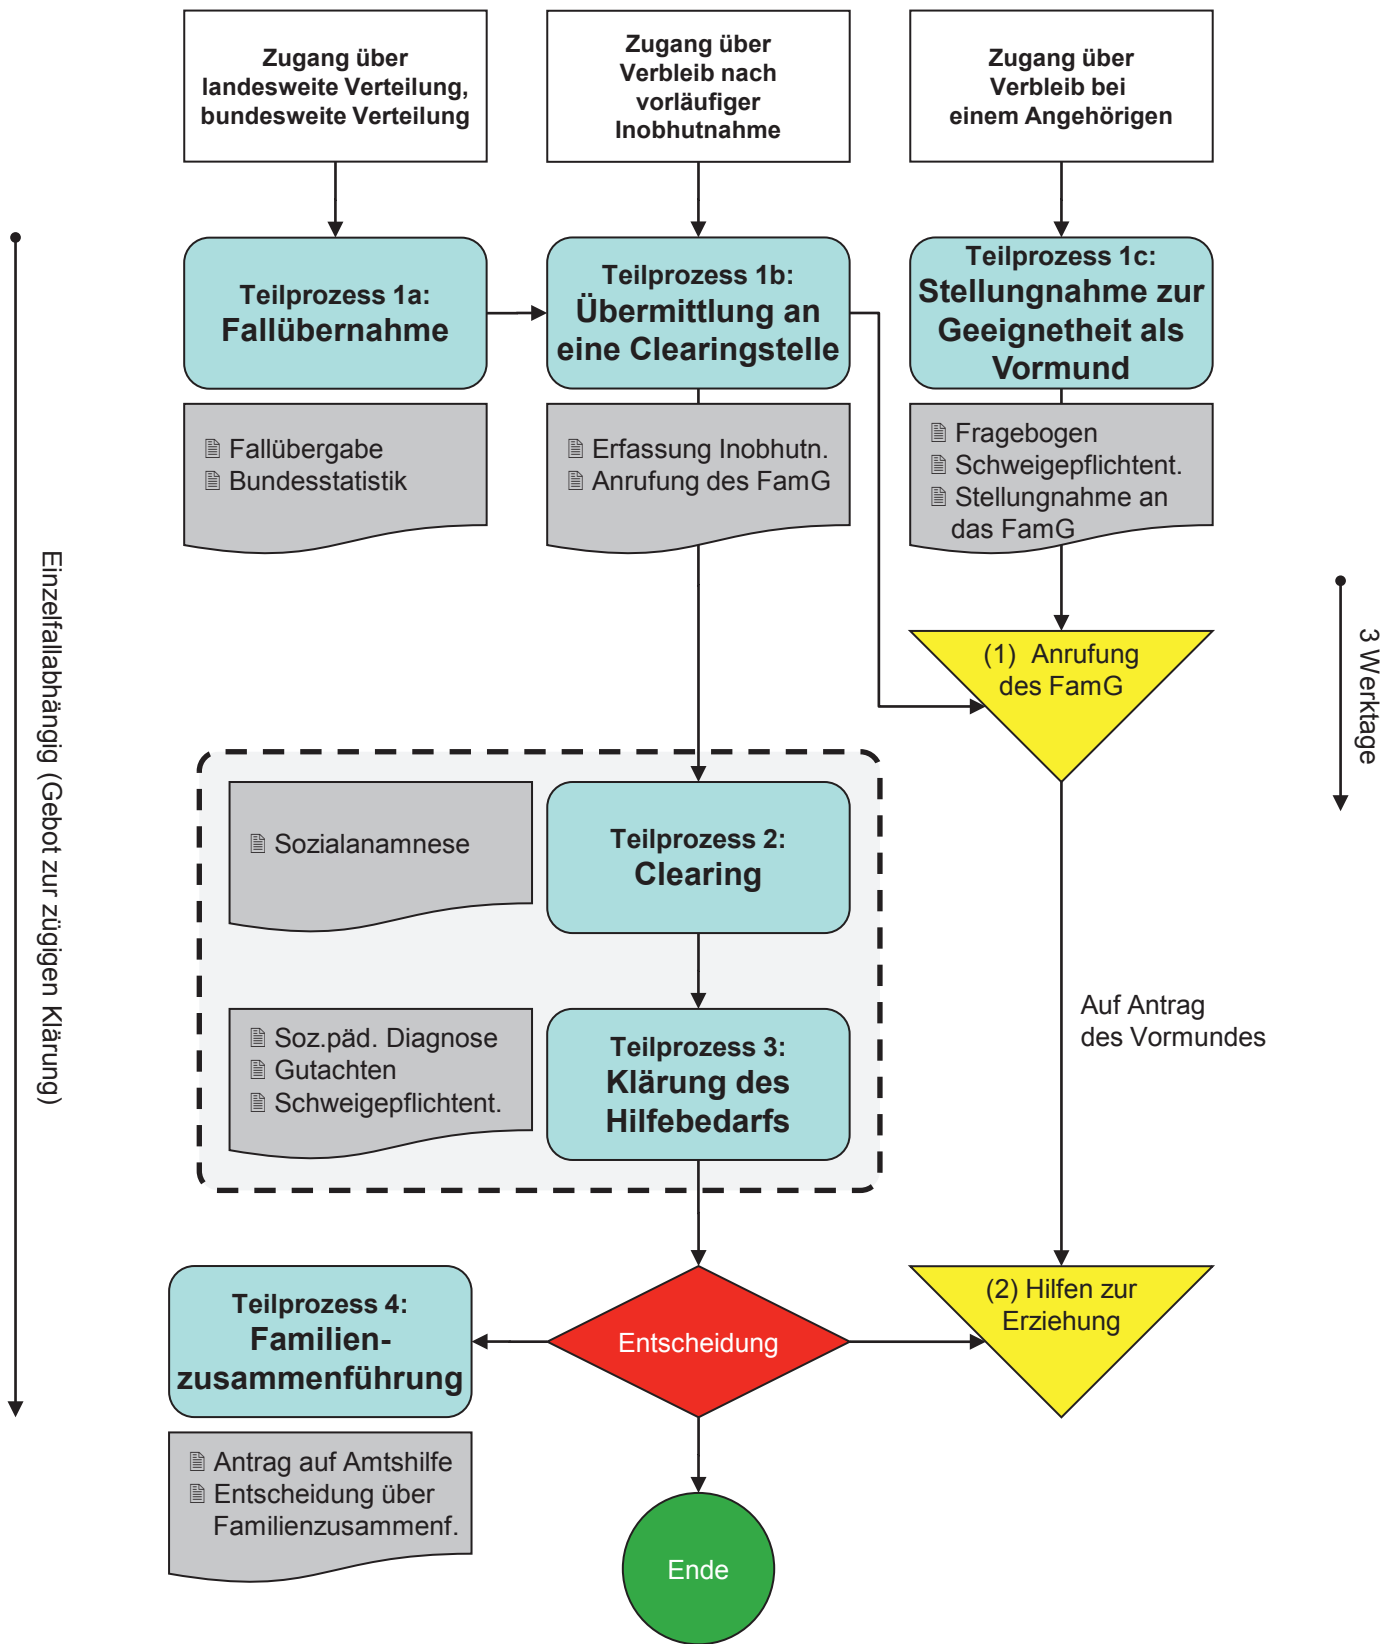 Zugang über
landesweite Verteilung,
bundesweite Verteilung
Zugang über
Verbleib nach
vorläufiger
Inobhutnahme
Zugang über
Verbleib bei
einem Angehörigen
Teilprozess 1a:
Fallübernahme
Teilprozess 1b:
Übermittlung an
eine Clearingstelle
Teilprozess 1c:
Stellungnahme zur
Geeignetheit als
Vormund
Fallübergabe
Bundesstatistik
Erfassung Inobhutn.
Anrufung des FamG
Fragebogen
Schweigepflichtent.
Stellungnahme an
das FamG
Einzelfallabhängig (Gebot zur zügigen Klärung)
3 Werktage
(1) Anrufung
des FamG
Sozialanamnese
Teilprozess 2:
Clearing
Soz.päd. Diagnose
Gutachten
Schweigepflichtent.
Teilprozess 3:
Klärung des
Hilfebedarfs
Auf Antrag
des Vormundes
Teilprozess 4:
Familien-
zusammenführung
Entscheidung
(2) Hilfen zur
Erziehung
Antrag auf Amtshilfe
Entscheidung über
Familienzusammenf.
Ende